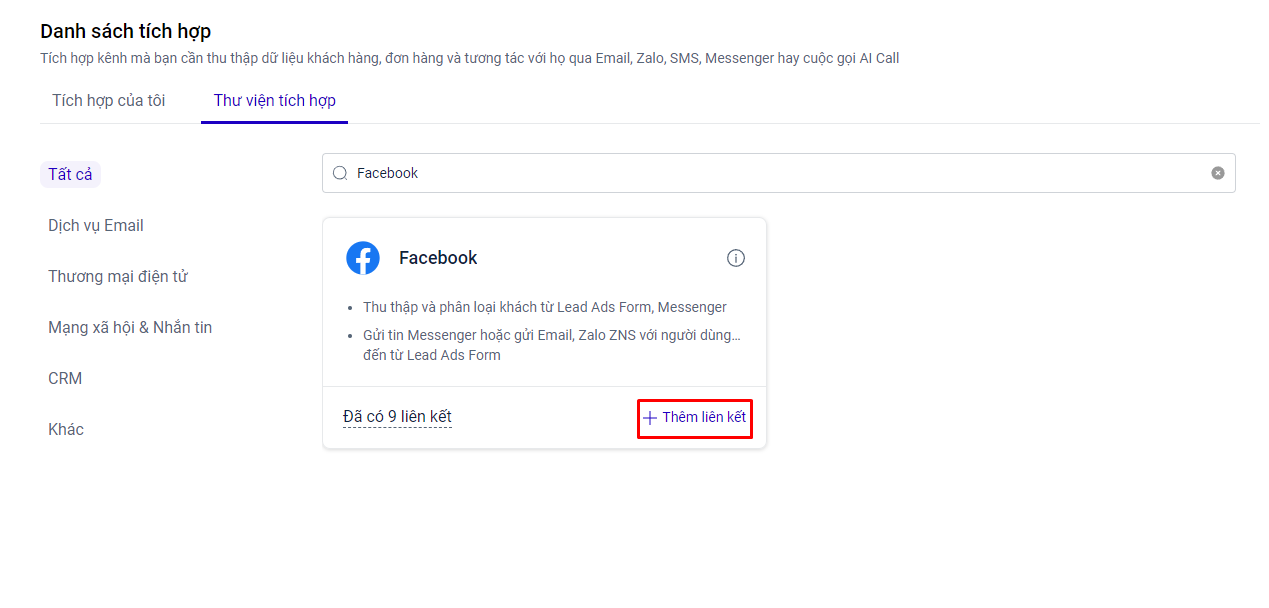 Danh sách tích hợp
Tích hợp kênh mà bạn cần thu thập dữ liệu khách hàng, đơn hàng và tương tác với họ qua Email, Zalo, SMS, Messenger hay cuộc gọi AI Call
Tích hợp của tôi
Thư viện tích hợp
Tất cả
Dịch vụ Email
Thương mại điện tử
Mạng xã hội & Nhắn tin
CRM
Khác
Facebook
Facebook
Thu thập và phân loại khách từ Lead Ads Form, Messenger
Gửi tin Messenger hoặc gửi Email, Zalo ZNS với người dùng…
đến từ Lead Ads Form
Đã có 9 liên kết
Thêm liên kết